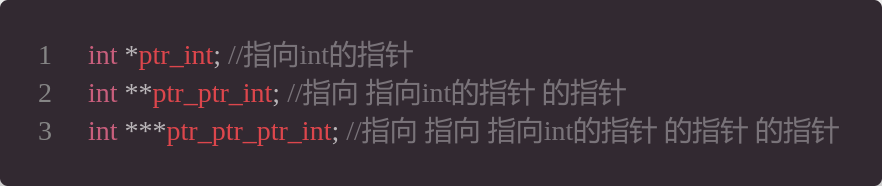 1 int *ptr_int; //指向int的指针
2 int **ptr_ptr_int; //指向 指向int的指针 的指针
3 int ***ptr_ptr_ptr_int; //指向 指向 指向int的指针 的指针 的指针